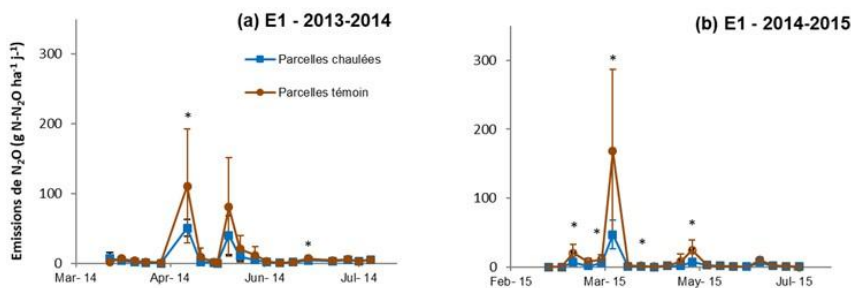 (a) E1 - 2013-2014
(b) E1 - 2014-2015
Emissions de N₂O (g N-N₂O ha⁻¹ j⁻¹)
300
200
100
0
Parcelles chaulées
Parcelles témoin
*
*
Mar- 14
Apr- 14
Jun- 14
Jul- 14
300
200
100
0
*
*
*
*
*
Feb- 15
Mar- 15
May- 15
Jul- 15